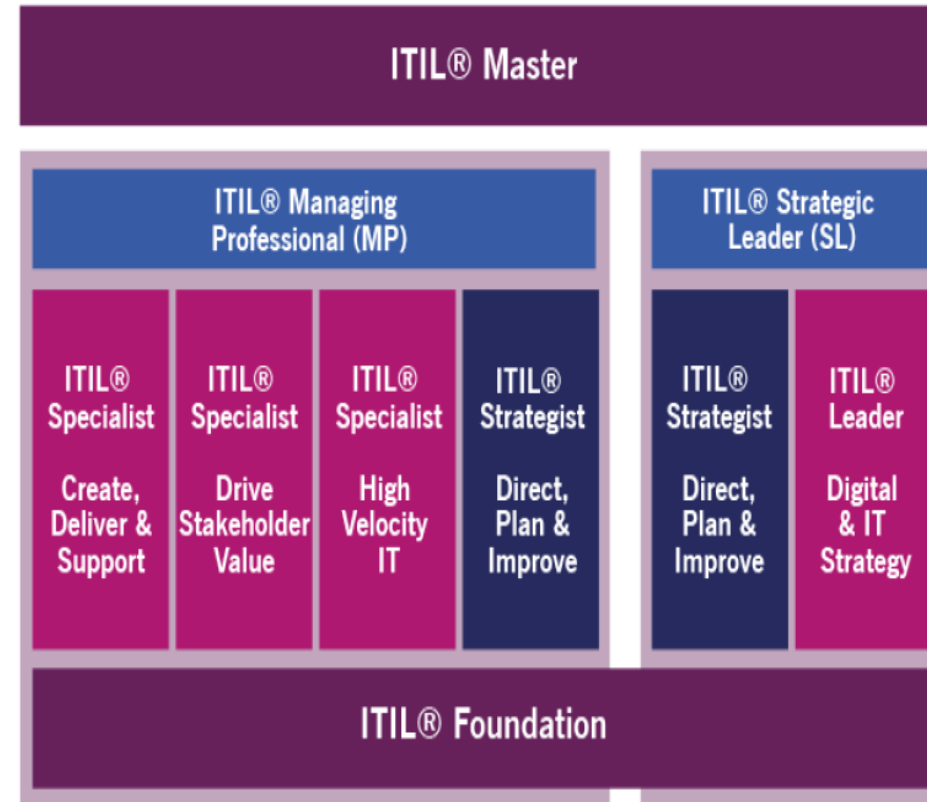 ITIL® Master
ITIL® Managing
Professional (MP)
ITIL® Strategic
Leader (SL)
ITIL®
Specialist
Create,
Deliver &
Support
ITIL®
Specialist
Drive
Stakeholder
Value
ITIL®
Specialist
High
Velocity
IT
ITIL®
Strategist
Direct,
Plan &
Improve
ITIL®
Strategist
Direct,
Plan &
Improve
ITIL®
Leader
Digital
& IT
Strategy
ITIL® Foundation